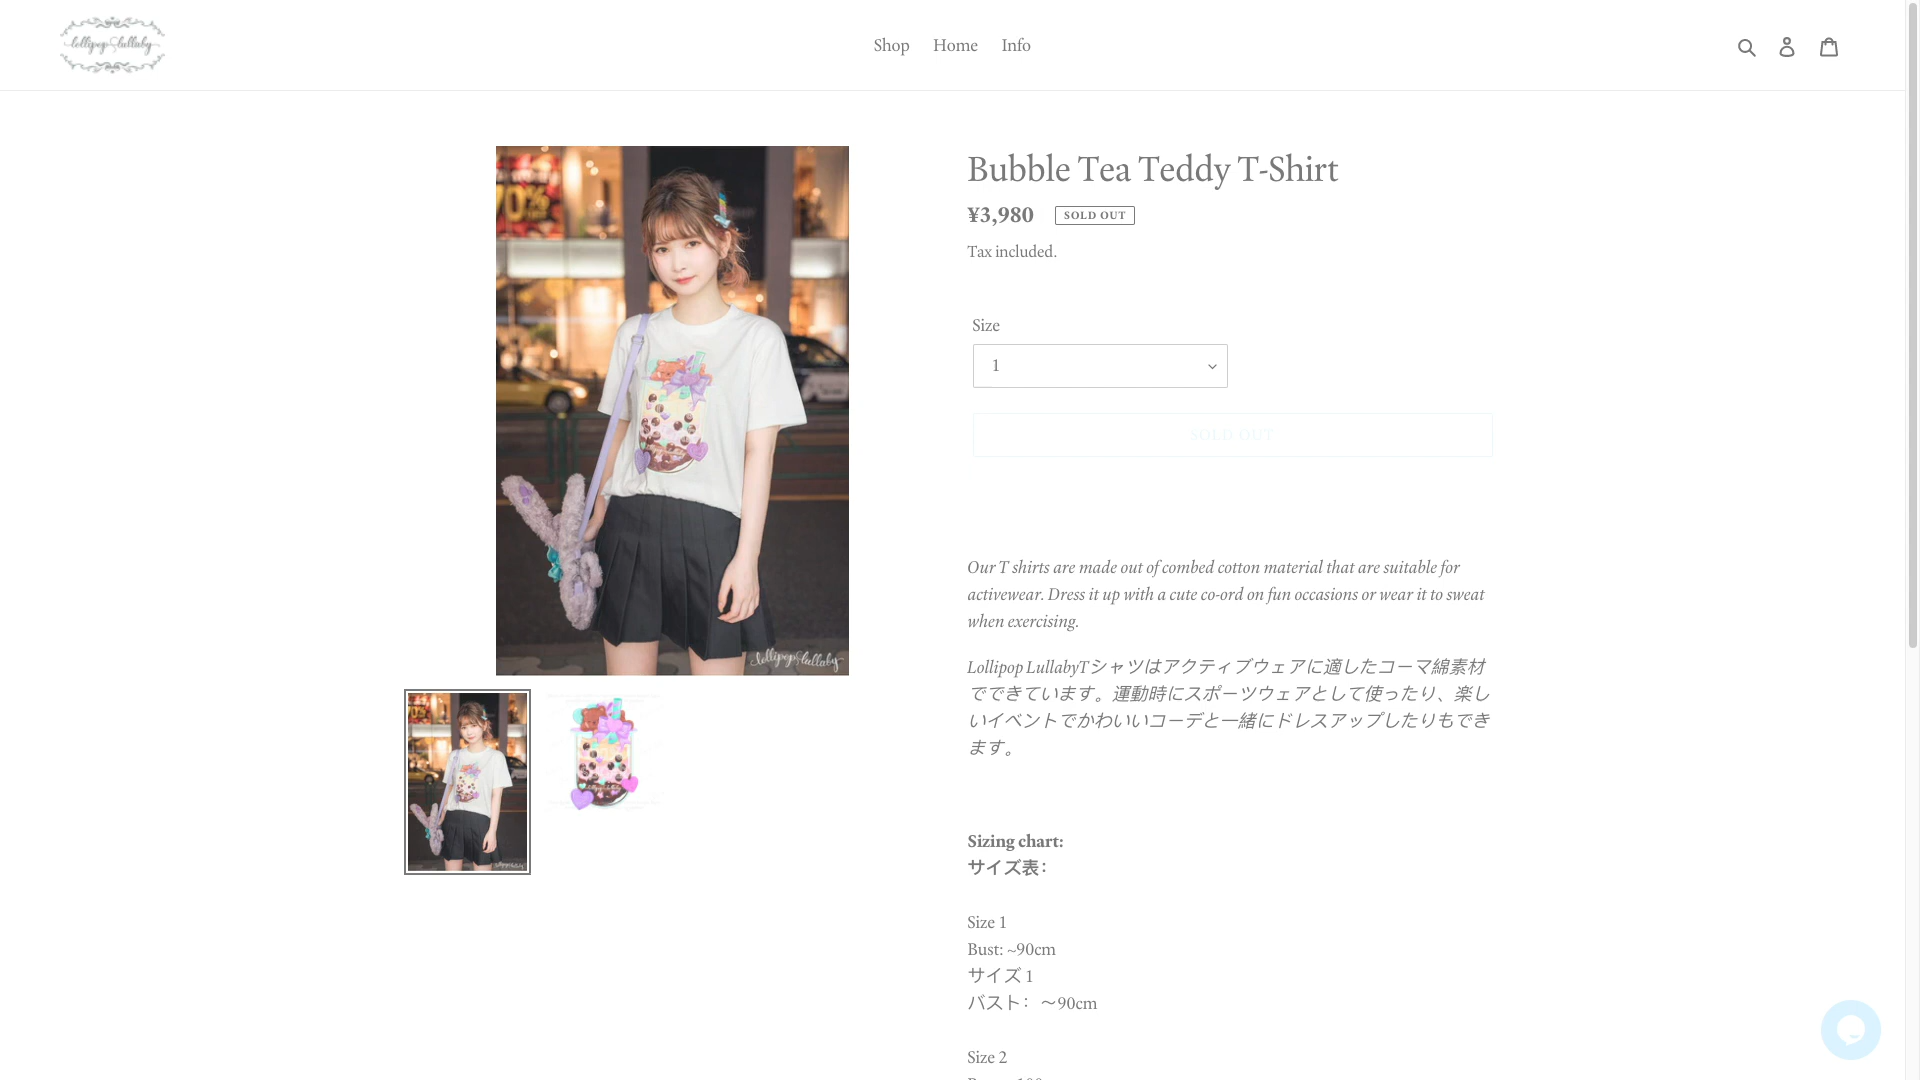 lollipop lullaby
Shop Home Info
70%
Bubble Tea Teddy T-Shirt
¥3,980 SOLD OUT
Tax included.
Size
1
SOLD OUT
lollipop lullaby
Our T shirts are made out of combed cotton material that are suitable for
activewear. Dress it up with a cute co-ord on fun occasions or wear it to sweat
when exercising.
Lollipop LullabyTシャツはアクティブウェアに適したコーマ綿素材
でできています。運動時にスポーツウェアとして使ったり、楽し
いイベントでかわいいコーデと一緒にドレスアップしたりもでき
ます。
Sizing chart:
サイズ表：
Size 1
Bust: ~90cm
サイズ 1
バスト： 〜90cm
Size 2